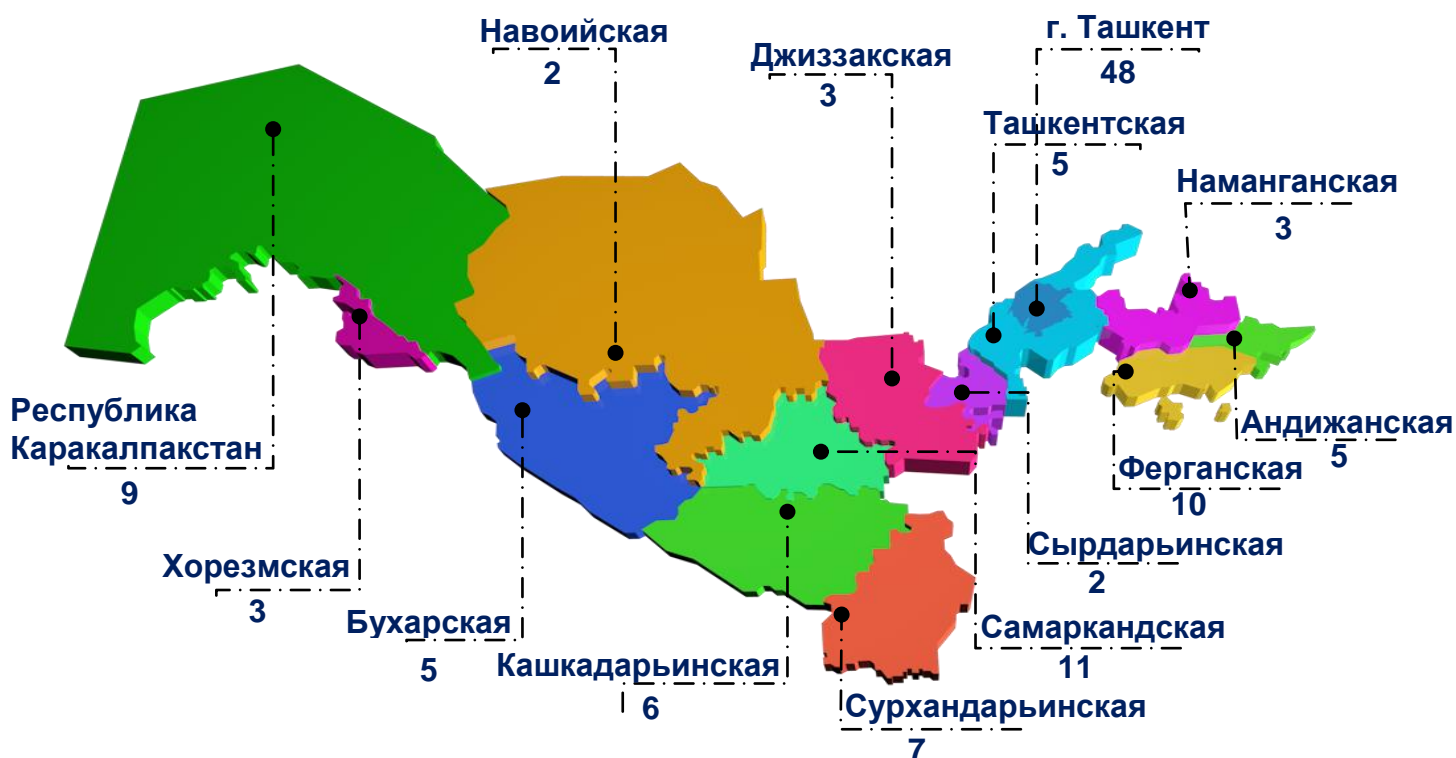 Навоийская
2
г. Ташкент
48
Джиззакская
3
Ташкентская
5
Наманганская
3
Республика
Каракалпакстан
9
Андижанская
5
Ферганская
10
Сырдарьинская
2
Хорезмская
3
Бухарская
5
Самаркандская
11
Кашкадарьинская
6
Сурхандарьинская
7